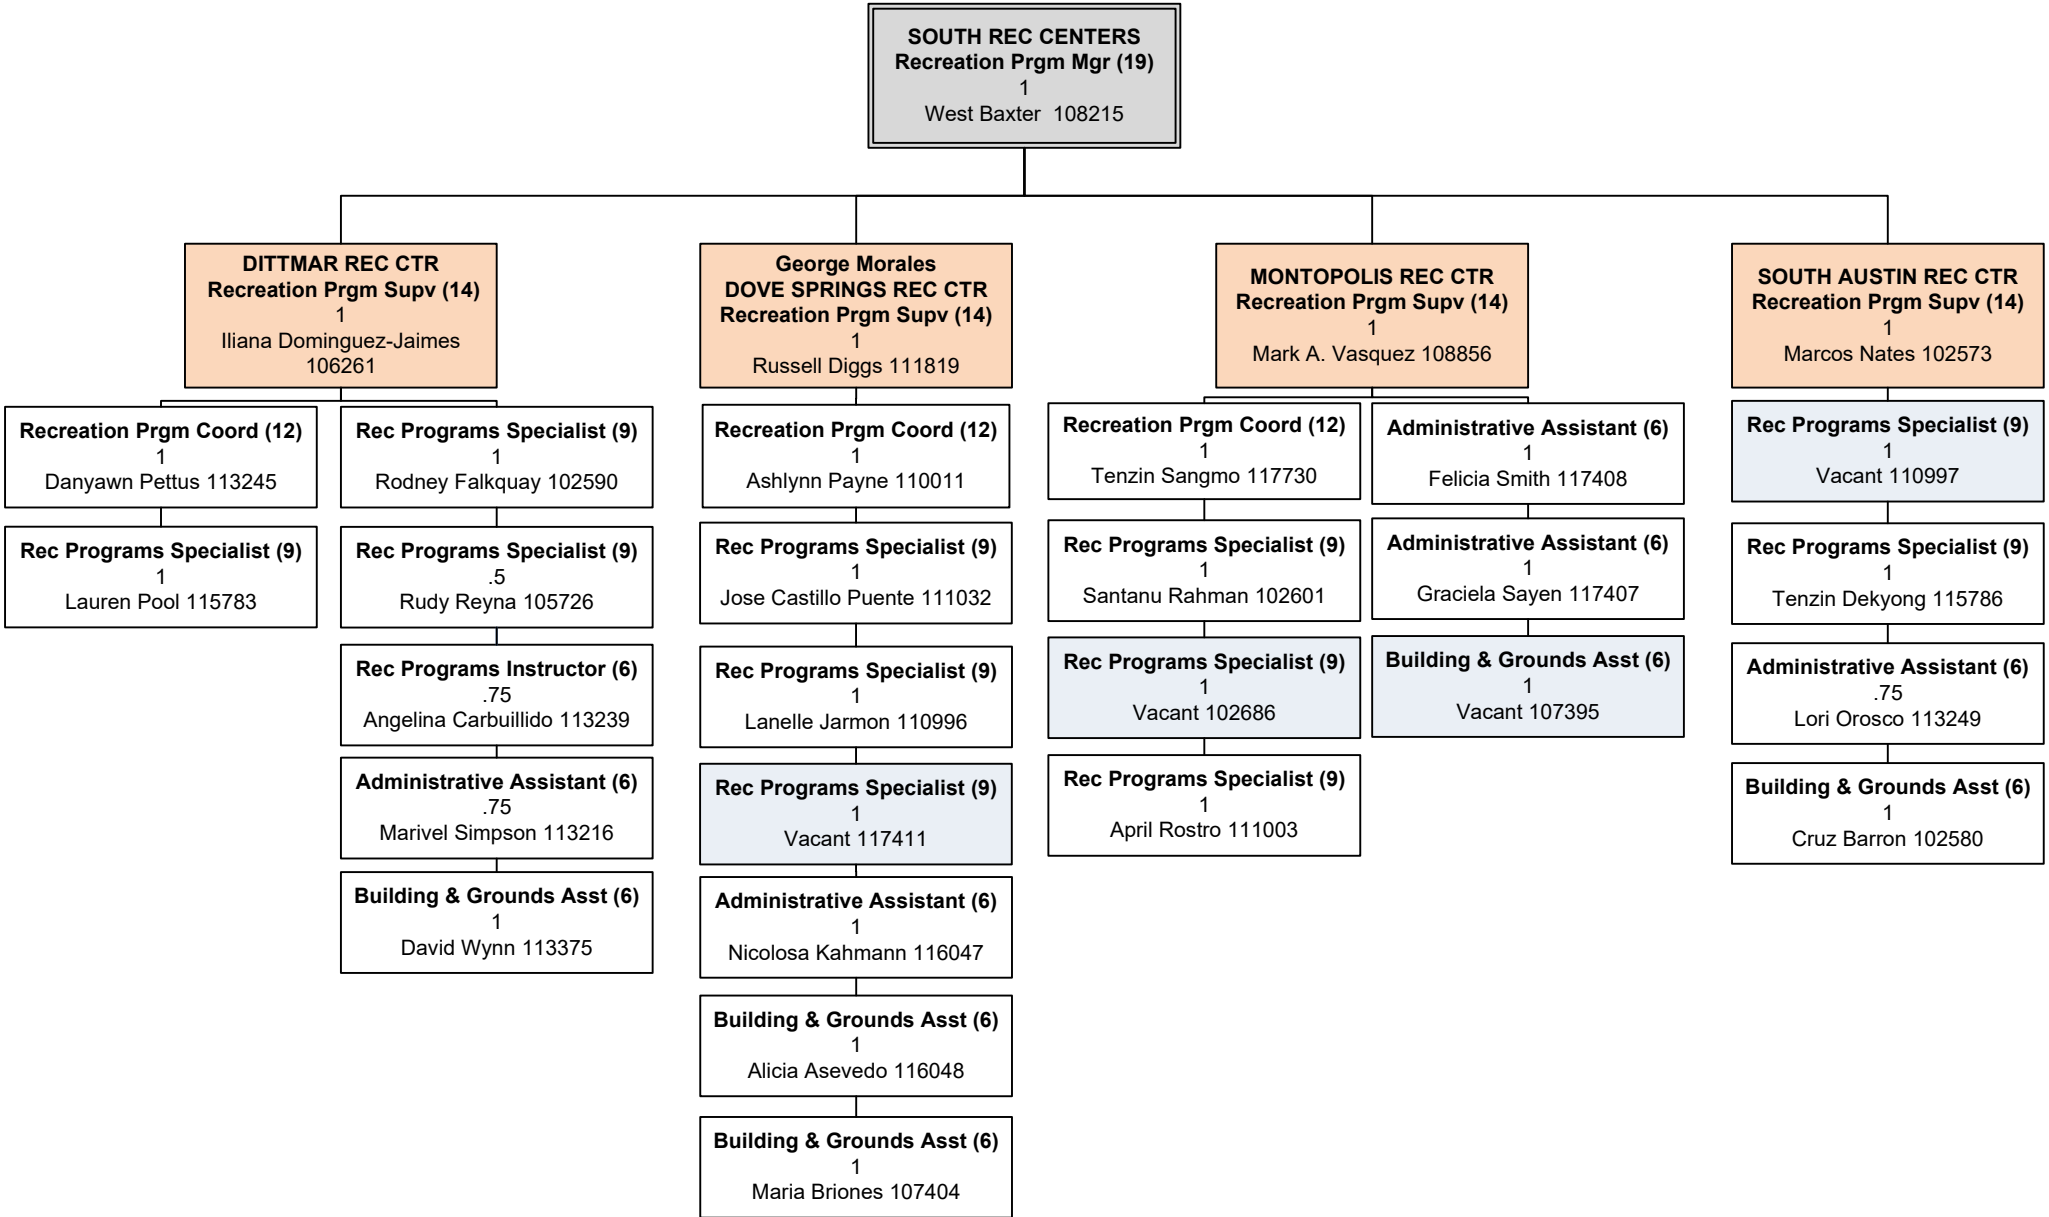 SOUTH REC CENTERS
Recreation Prgm Mgr (19)
1
West Baxter 108215
DITTMAR REC CTR
Recreation Prgm Supv (14)
1
Iliana Dominguez-Jaimes
106261
Recreation Prgm Coord (12)
1
Danyawn Pettus 113245
Rec Programs Specialist (9)
1
Lauren Pool 115783
Rec Programs Specialist (9)
1
Rodney Falkquay 102590
Rec Programs Specialist (9)
.5
Rudy Reyna 105726
Rec Programs Instructor (6)
.75
Angelina Carbuillido 113239
Administrative Assistant (6)
.75
Marivel Simpson 113216
Building & Grounds Asst (6)
1
David Wynn 113375
George Morales
DOVE SPRINGS REC CTR
Recreation Prgm Supv (14)
1
Russell Diggs 111819
Recreation Prgm Coord (12)
1
Ashlynn Payne 110011
Rec Programs Specialist (9)
1
Jose Castillo Puente 111032
Rec Programs Specialist (9)
1
Lanelle Jarmon 110996
Rec Programs Specialist (9)
1
Vacant 117411
Administrative Assistant (6)
1
Nicolosa Kahmann 116047
Building & Grounds Asst (6)
1
Alicia Asevedo 116048
Building & Grounds Asst (6)
1
Maria Briones 107404
MONTOPOLIS REC CTR
Recreation Prgm Supv (14)
1
Mark A. Vasquez 108856
Recreation Prgm Coord (12)
1
Tenzin Sangmo 117730
Rec Programs Specialist (9)
1
Santanu Rahman 102601
Rec Programs Specialist (9)
1
Vacant 102686
Rec Programs Specialist (9)
1
April Rostro 111003
Administrative Assistant (6)
1
Felicia Smith 117408
Administrative Assistant (6)
1
Graciela Sayen 117407
Building & Grounds Asst (6)
1
Vacant 107395
SOUTH AUSTIN REC CTR
Recreation Prgm Supv (14)
1
Marcos Nates 102573
Rec Programs Specialist (9)
1
Vacant 110997
Rec Programs Specialist (9)
1
Tenzin Dekyong 115786
Administrative Assistant (6)
.75
Lori Orosco 113249
Building & Grounds Asst (6)
1
Cruz Barron 102580